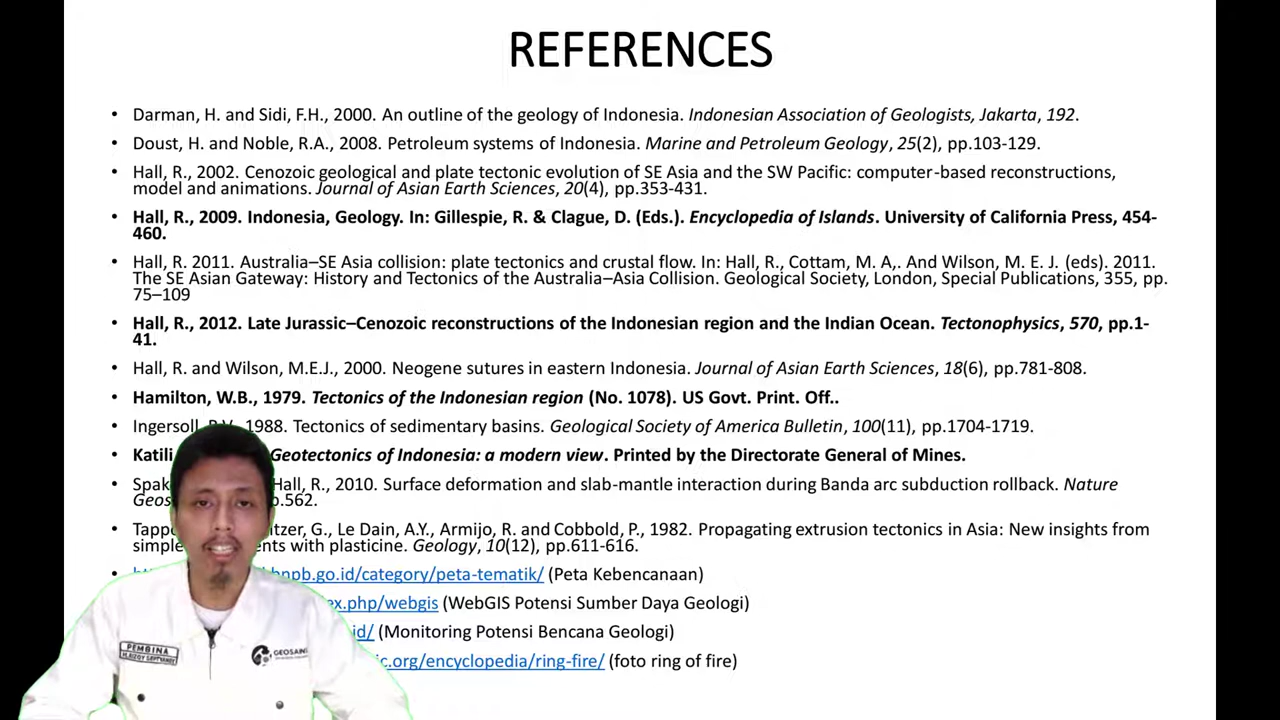 REFERENCES
• Darman, H. and Sidi, F.H., 2000. An outline of the geology of Indonesia. Indonesian Association of Geologists, Jakarta, 192.
• Doust, H. and Noble, R.A., 2008. Petroleum systems of Indonesia. Marine and Petroleum Geology, 25(2), pp.103-129.
• Hall, R., 2002. Cenozoic geological and plate tectonic evolution of SE Asia and the SW Pacific: computer-based reconstructions,
model and animations. Journal of Asian Earth Sciences, 20(4), pp.353-431.
• Hall, R., 2009. Indonesia, Geology. In: Gillespie, R. & Clague, D. (Eds.). Encyclopedia of Islands. University of California Press, 454-
460.
• Hall, R. 2011. Australia–SE Asia collision: plate tectonics and crustal flow. In: Hall, R., Cottam, M. A,. And Wilson, M. E. J. (eds). 2011.
The SE Asian Gateway: History and Tectonics of the Australia–Asia Collision. Geological Society, London, Special Publications, 355, pp.
75–109
• Hall, R., 2012. Late Jurassic–Cenozoic reconstructions of the Indonesian region and the Indian Ocean. Tectonophysics, 570, pp.1-
41.
• Hall, R. and Wilson, M.E.J., 2000. Neogene sutures in eastern Indonesia. Journal of Asian Earth Sciences, 18(6), pp.781-808.
• Hamilton, W.B., 1979. Tectonics of the Indonesian region (No. 1078). US Govt. Print. Off..
• Ingersoll, R.V., 1988. Tectonics of sedimentary basins. Geological Society of America Bulletin, 100(11), pp.1704-1719.
• Katili Geotectonics of Indonesia: a modern view. Printed by the Directorate General of Mines.
• Hall, R., 2010. Surface deformation and slab-mantle interaction during Banda arc subduction rollback. Nature
p.562.
• G., Le Dain, A.Y., Armijo, R. and Cobbold, P., 1982. Propagating extrusion tectonics in Asia: New insights from
simple with plasticine. Geology, 10(12), pp.611-616.
• bnpb.go.id/category/peta-tematik/ (Peta Kebencanaan)
ex.php/webgis (WebGIS Potensi Sumber Daya Geologi)
id/ (Monitoring Potensi Bencana Geologi)
ic.org/encyclopedia/ring-fire/ (foto ring of fire)
PEMBINA